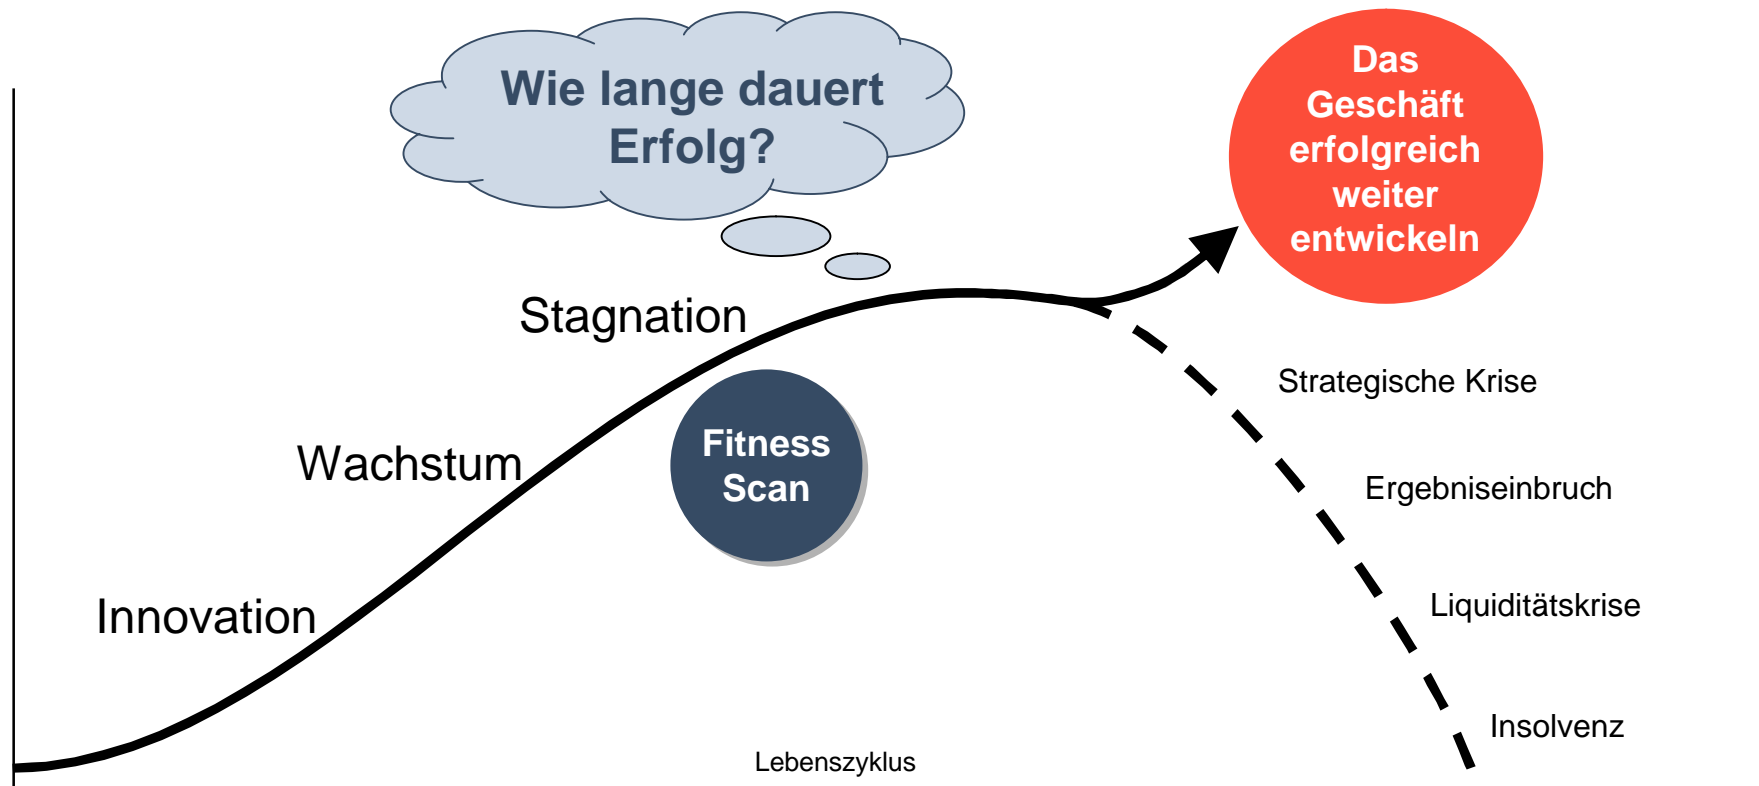 Wie lange dauert
Erfolg?
Das
Geschäft
erfolgreich
weiter
entwickeln
Stagnation
Strategische Krise
Fitness
Scan
Wachstum
Ergebniseinbruch
Innovation
Liquiditätskrise
Insolvenz
Lebenszyklus